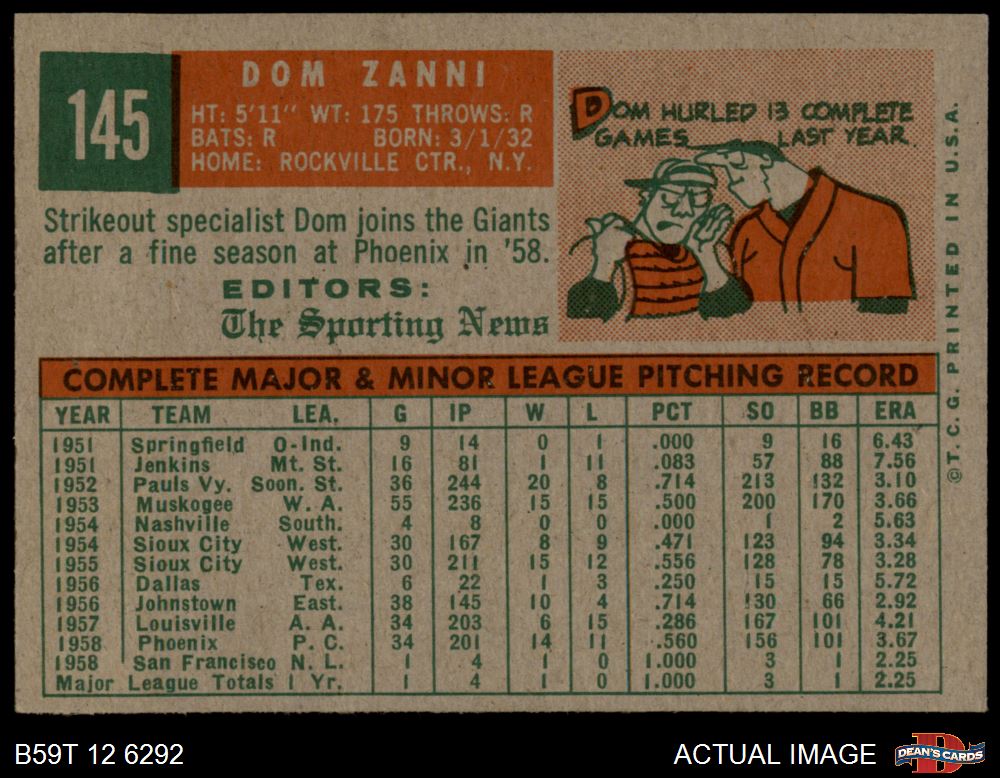 145
DOM ZANNI
HT: 5'11" WT: 175 THROWS: R
BATS: R BORN: 3/1/32
HOME: ROCKVILLE CTR., N.Y.
DOM HURLED 13 COMPLETE
GAMES LAST YEAR.
Strikeout specialist Dom joins the Giants
after a fine season at Phoenix in '58.
EDITORS:
The Sporting News
COMPLETE MAJOR & MINOR LEAGUE PITCHING RECORD
YEAR TEAM LEA. G IP W L PCT SO BB ERA
1951 Springfield O-Ind. 9 14 0 1 .000 9 16 6.43
1951 Jenkins Mt. St. 16 81 1 11 .083 57 88 7.56
1952 Pauls Vy. Soon. St. 36 244 20 8 .714 213 132 3.10
1953 Muskogee W. A. 55 236 15 15 .500 200 170 3.66
1954 Nashville South. 4 8 0 0 .000 1 2 5.63
1954 Sioux City West. 30 167 8 9 .471 123 94 3.34
1955 Sioux City West. 30 211 15 12 .556 128 78 3.28
1956 Dallas Tex. 6 22 1 3 .250 15 15 5.72
1956 Johnstown East. 38 145 10 4 .714 130 66 2.92
1957 Louisville A. A. 34 203 6 15 .286 167 101 4.21
1958 Phoenix P. C. 34 201 14 11 .560 156 101 3.67
1958 San Francisco N. L. 1 4 1 0 1.000 3 1 2.25
Major League Totals 1 Yr. 1 4 1 0 1.000 3 1 2.25
©T.C.G. PRINTED IN U.S.A.
B59T 12 6292
ACTUAL IMAGE
DEAN'S CARDS